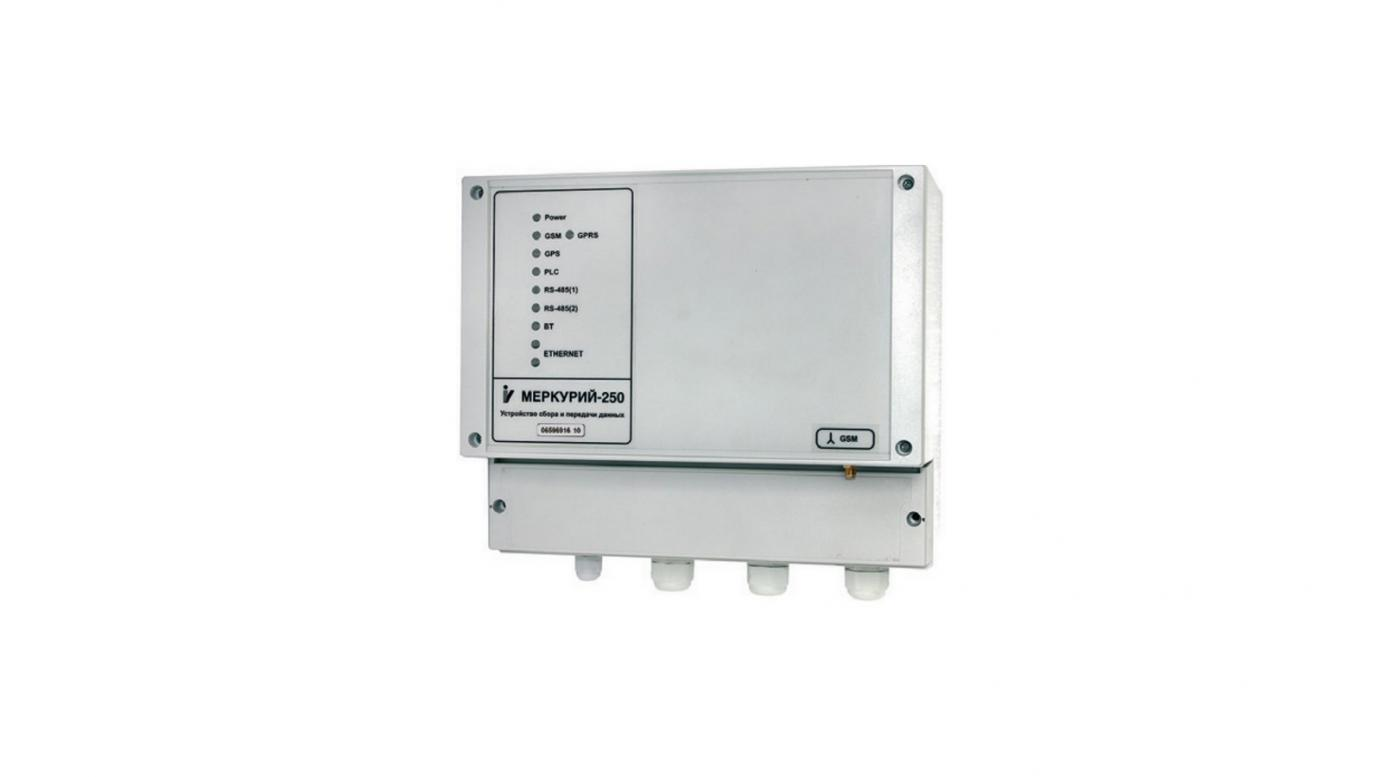 Power
GSM GPRS
GPS
PLC
RS-485(1)
RS-485(2)
BT
ETHERNET
МЕРКУРИЙ-250
Устройство сбора и передачи данных
06596916 10
GSM